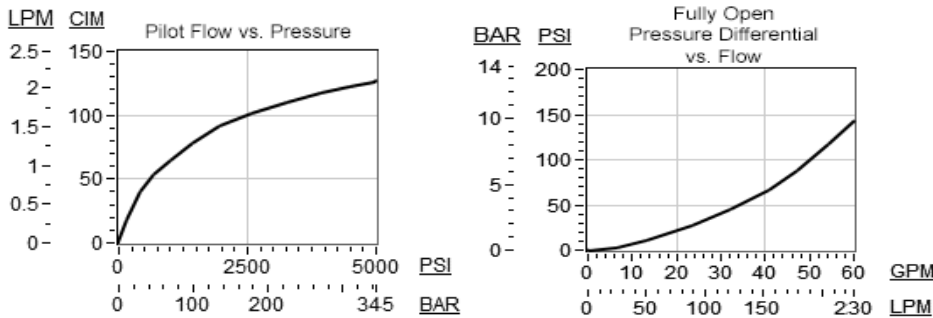 LPM CIM Pilot Flow vs. Pressure
2.5 150
2
100
1.5
1
50
0.5
0 0
0 2500 5000 PSI
0 100 200 345 BAR
Fully Open
Pressure Differential
vs. Flow
BAR PSI
14 200
150
10
100
5
50
0 0
0 10 20 30 40 50 60 GPM
0 50 100 150 230 LPM